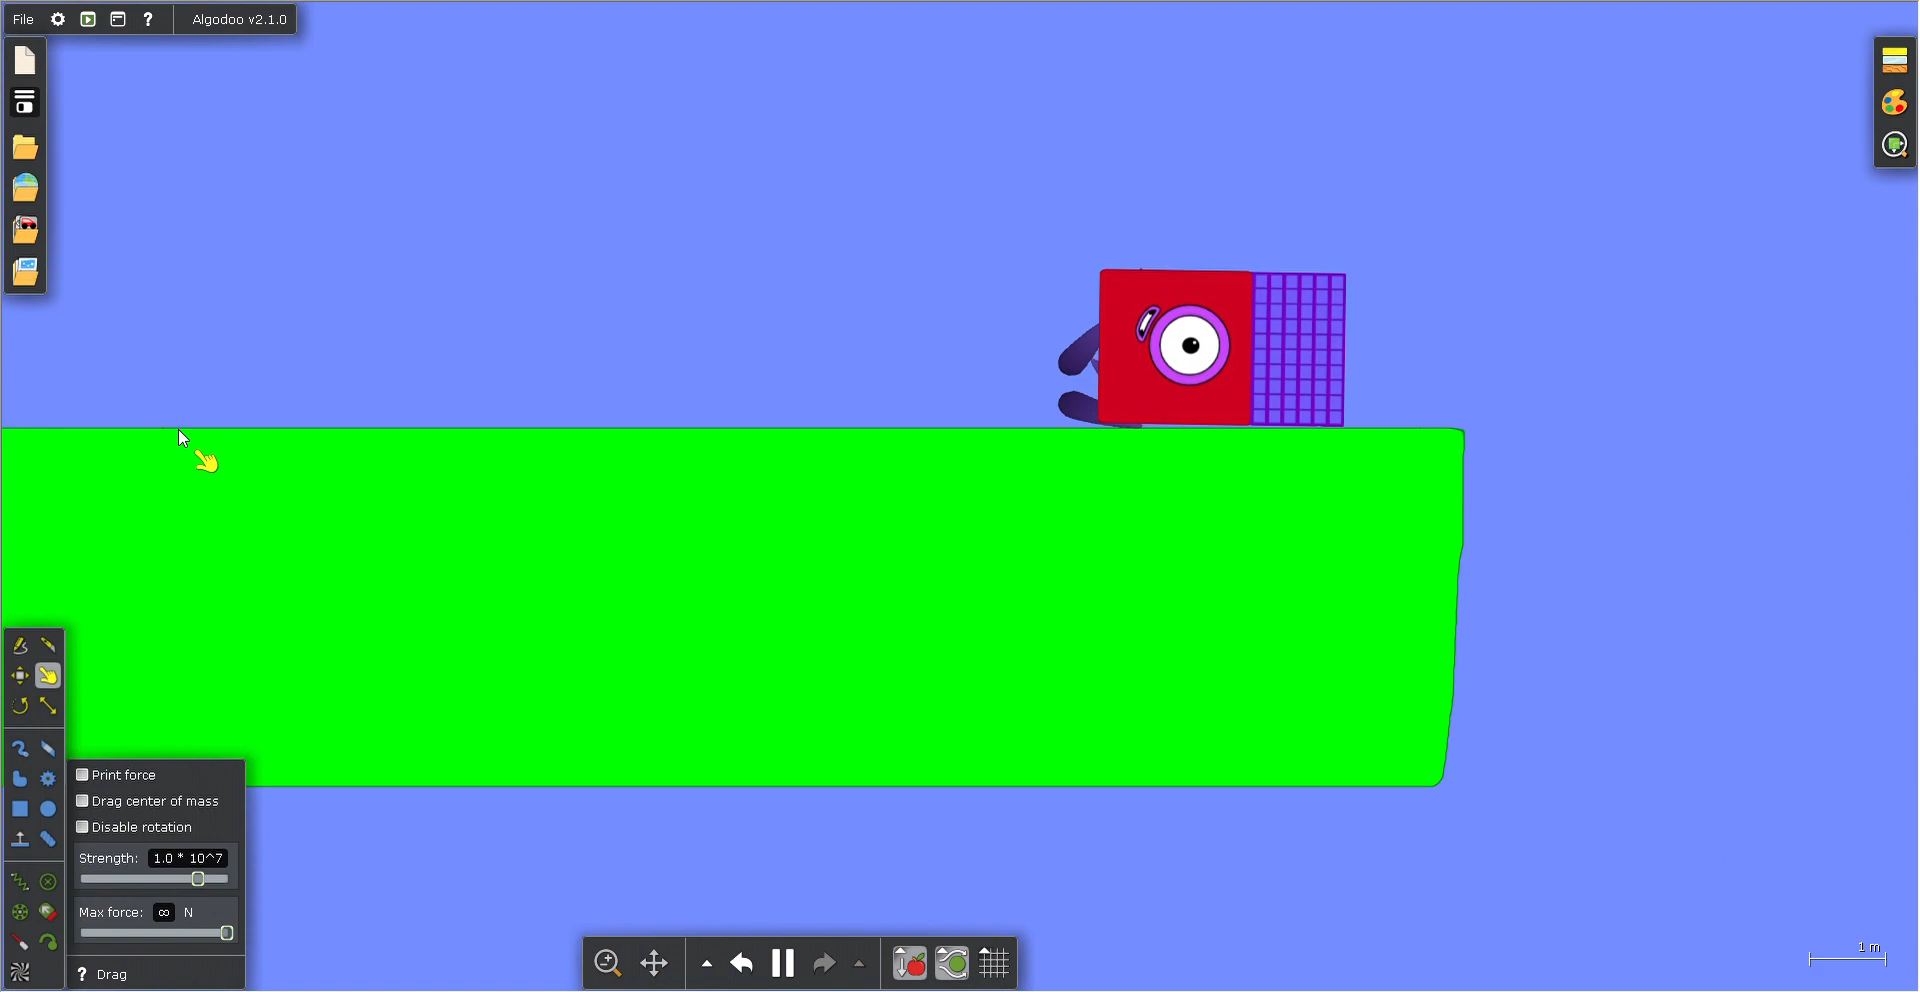 File ? Algodoo v2.1.0
Print force
Drag center of mass
Disable rotation
Strength: 1.0 * 10^7
Max force: ∞ N
? Drag
1 m